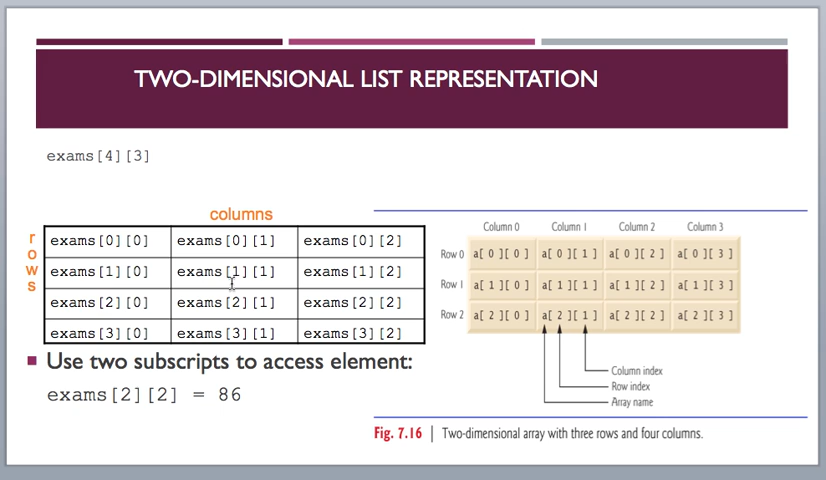 TWO-DIMENSIONAL LIST REPRESENTATION
exams[4][3]
columns
rows
exams[0][0] exams[0][1] exams[0][2]
exams[1][0] exams[1][1] exams[1][2]
exams[2][0] exams[2][1] exams[2][2]
exams[3][0] exams[3][1] exams[3][2]
Use two subscripts to access element:
exams[2][2] = 86
Column 0 Column 1 Column 2 Column 3
Row 0 a[ 0 ][ 0 ] a[ 0 ][ 1 ] a[ 0 ][ 2 ] a[ 0 ][ 3 ]
Row 1 a[ 1 ][ 0 ] a[ 1 ][ 1 ] a[ 1 ][ 2 ] a[ 1 ][ 3 ]
Row 2 a[ 2 ][ 0 ] a[ 2 ][ 1 ] a[ 2 ][ 2 ] a[ 2 ][ 3 ]
Column index
Row index
Array name
Fig. 7.16 | Two-dimensional array with three rows and four columns.